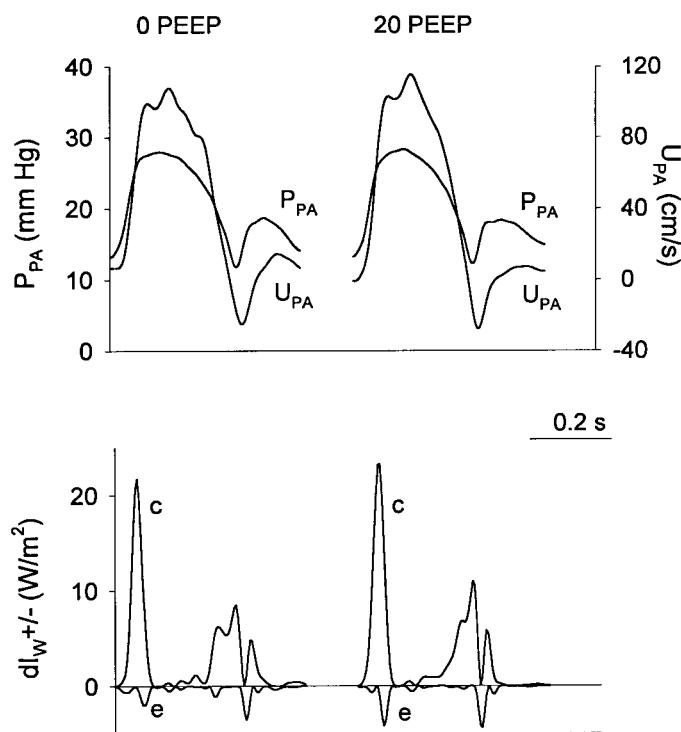 0 PEEP 20 PEEP
40 120
30 80
20 40
10 0
0 -40
P_PA (mm Hg)
U_PA (cm/s)
P_PA P_PA
U_PA U_PA
0.2 s
20
10
0
dI_W+/- (W/m²)
c c
e e